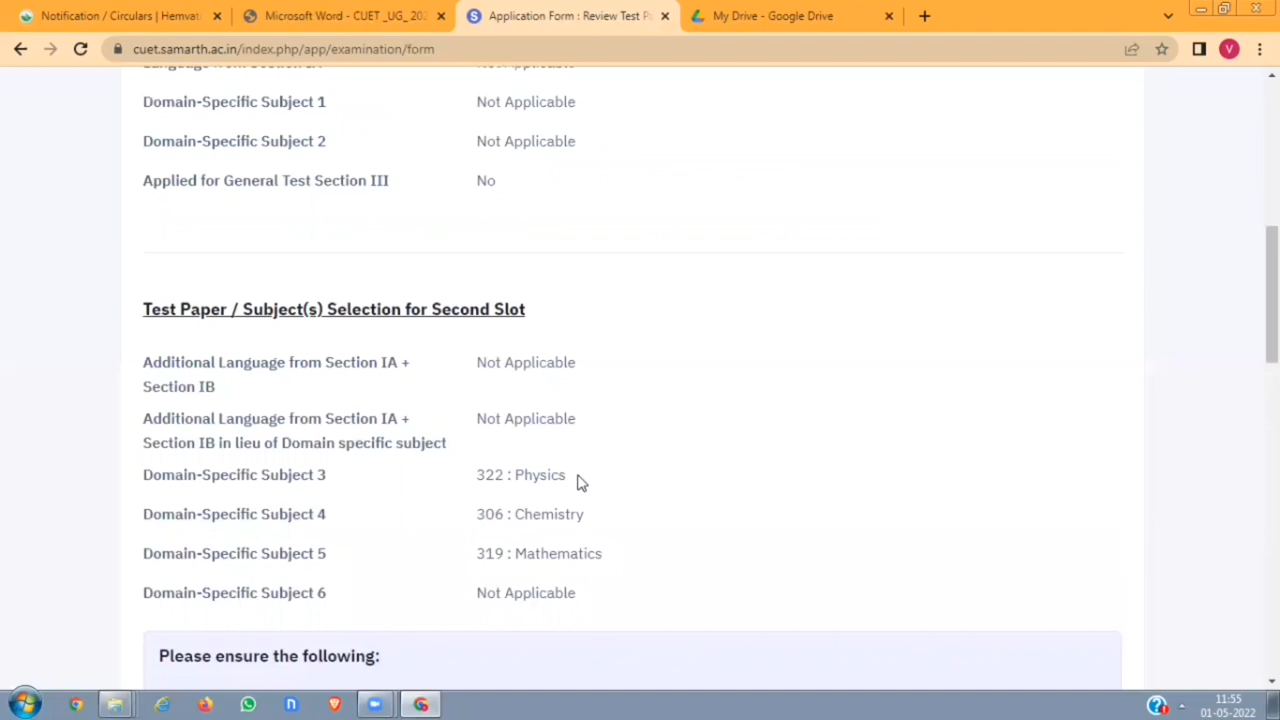 Notification / Circulars | Hemvat
Microsoft Word - CUET _UG_ 202
Application Form : Review Test P
My Drive - Google Drive
cuet.samarth.ac.in/index.php/app/examination/form
V
Not Applicable
Domain-Specific Subject 1 Not Applicable
Domain-Specific Subject 2 Not Applicable
Applied for General Test Section III No
Test Paper / Subject(s) Selection for Second Slot
Additional Language from Section IA + Not Applicable
Section IB
Additional Language from Section IA + Not Applicable
Section IB in lieu of Domain specific subject
Domain-Specific Subject 3 322 : Physics
Domain-Specific Subject 4 306 : Chemistry
Domain-Specific Subject 5 319 : Mathematics
Domain-Specific Subject 6 Not Applicable
Please ensure the following:
11:55
01-05-2022